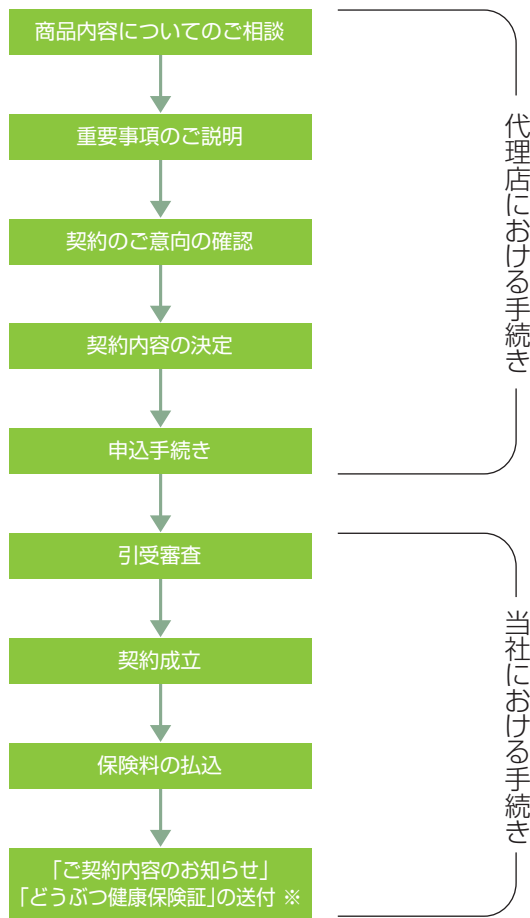 商品内容についてのご相談
重要事項のご説明
契約のご意向の確認
契約内容の決定
申込手続き
代理店における手続き
引受審査
契約成立
保険料の払込
「ご契約内容のお知らせ」
「どうぶつ健康保険証」の送付 ※
当社における手続き